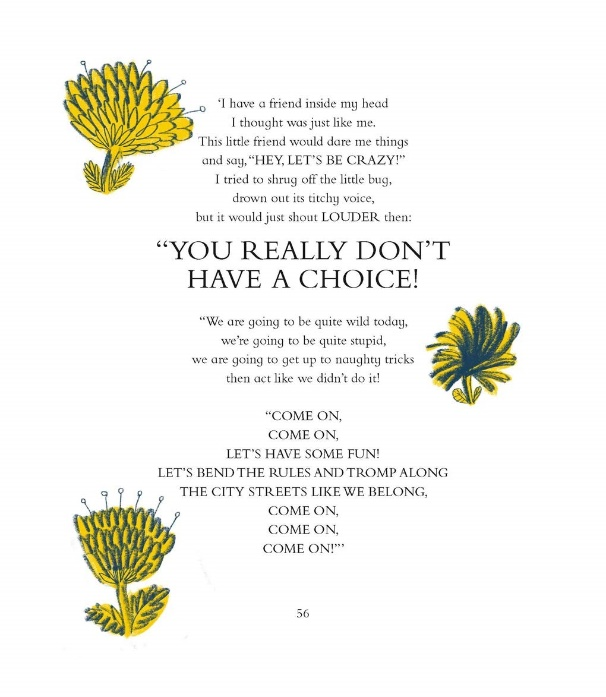 ‘I have a friend inside my head
I thought was just like me.
This little friend would dare me things
and say, “HEY, LET’S BE CRAZY!”
I tried to shrug off the little bug,
drown out its titchy voice,
but it would just shout LOUDER then:
“YOU REALLY DON’T
HAVE A CHOICE!
“We are going to be quite wild today,
we’re going to be quite stupid,
we are going to get up to naughty tricks
then act like we didn’t do it!
“COME ON,
COME ON,
LET’S HAVE SOME FUN!
LET’S BEND THE RULES AND TROMP ALONG
THE CITY STREETS LIKE WE BELONG,
COME ON,
COME ON,
COME ON!”’
56